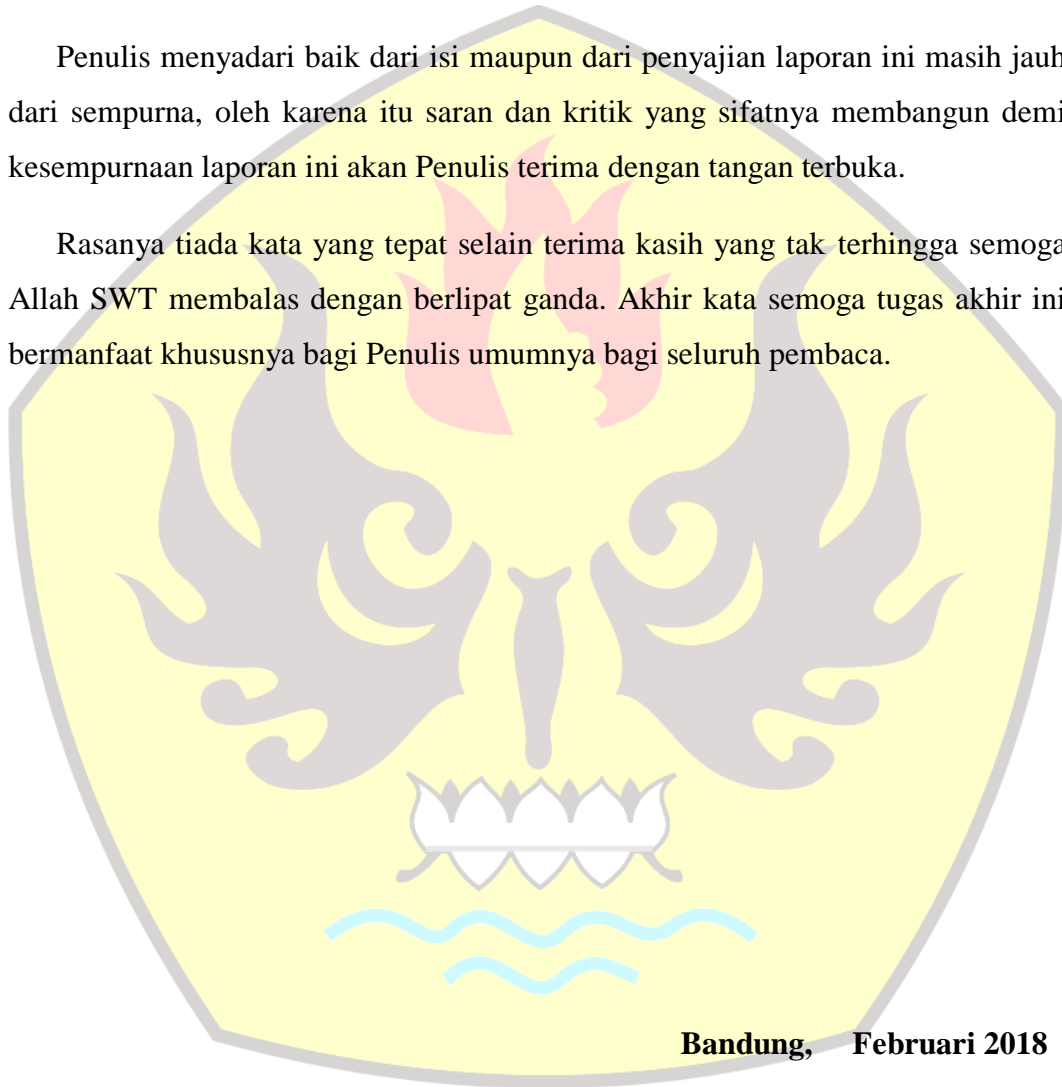 Penulis menyadari baik dari isi maupun dari penyajian laporan ini masih jauh
dari sempurna, oleh karena itu saran dan kritik yang sifatnya membangun demi
kesempurnaan laporan ini akan Penulis terima dengan tangan terbuka.
Rasanya tiada kata yang tepat selain terima kasih yang tak terhingga semoga
Allah SWT membalas dengan berlipat ganda. Akhir kata semoga tugas akhir ini
bermanfaat khususnya bagi Penulis umumnya bagi seluruh pembaca.
Bandung, Februari 2018